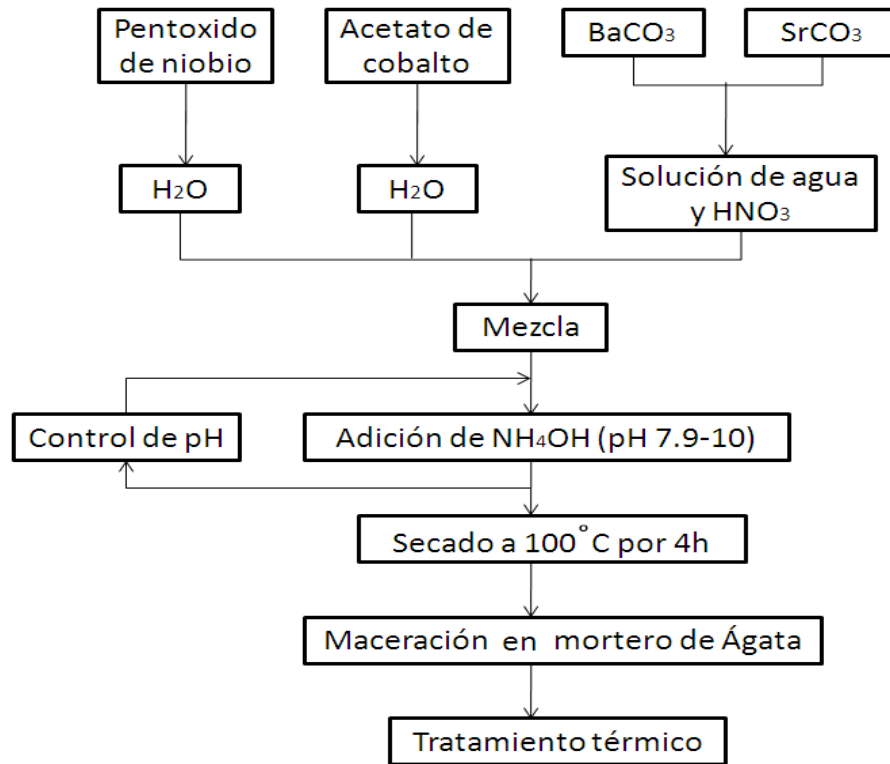 Pentoxido
de niobio
Acetato de
cobalto
BaCO₃
SrCO₃
H₂O
H₂O
Solución de agua
y HNO₃
Mezcla
Control de pH
Adición de NH₄OH (pH 7.9-10)
Secado a 100°C por 4h
Maceración en mortero de Ágata
Tratamiento térmico